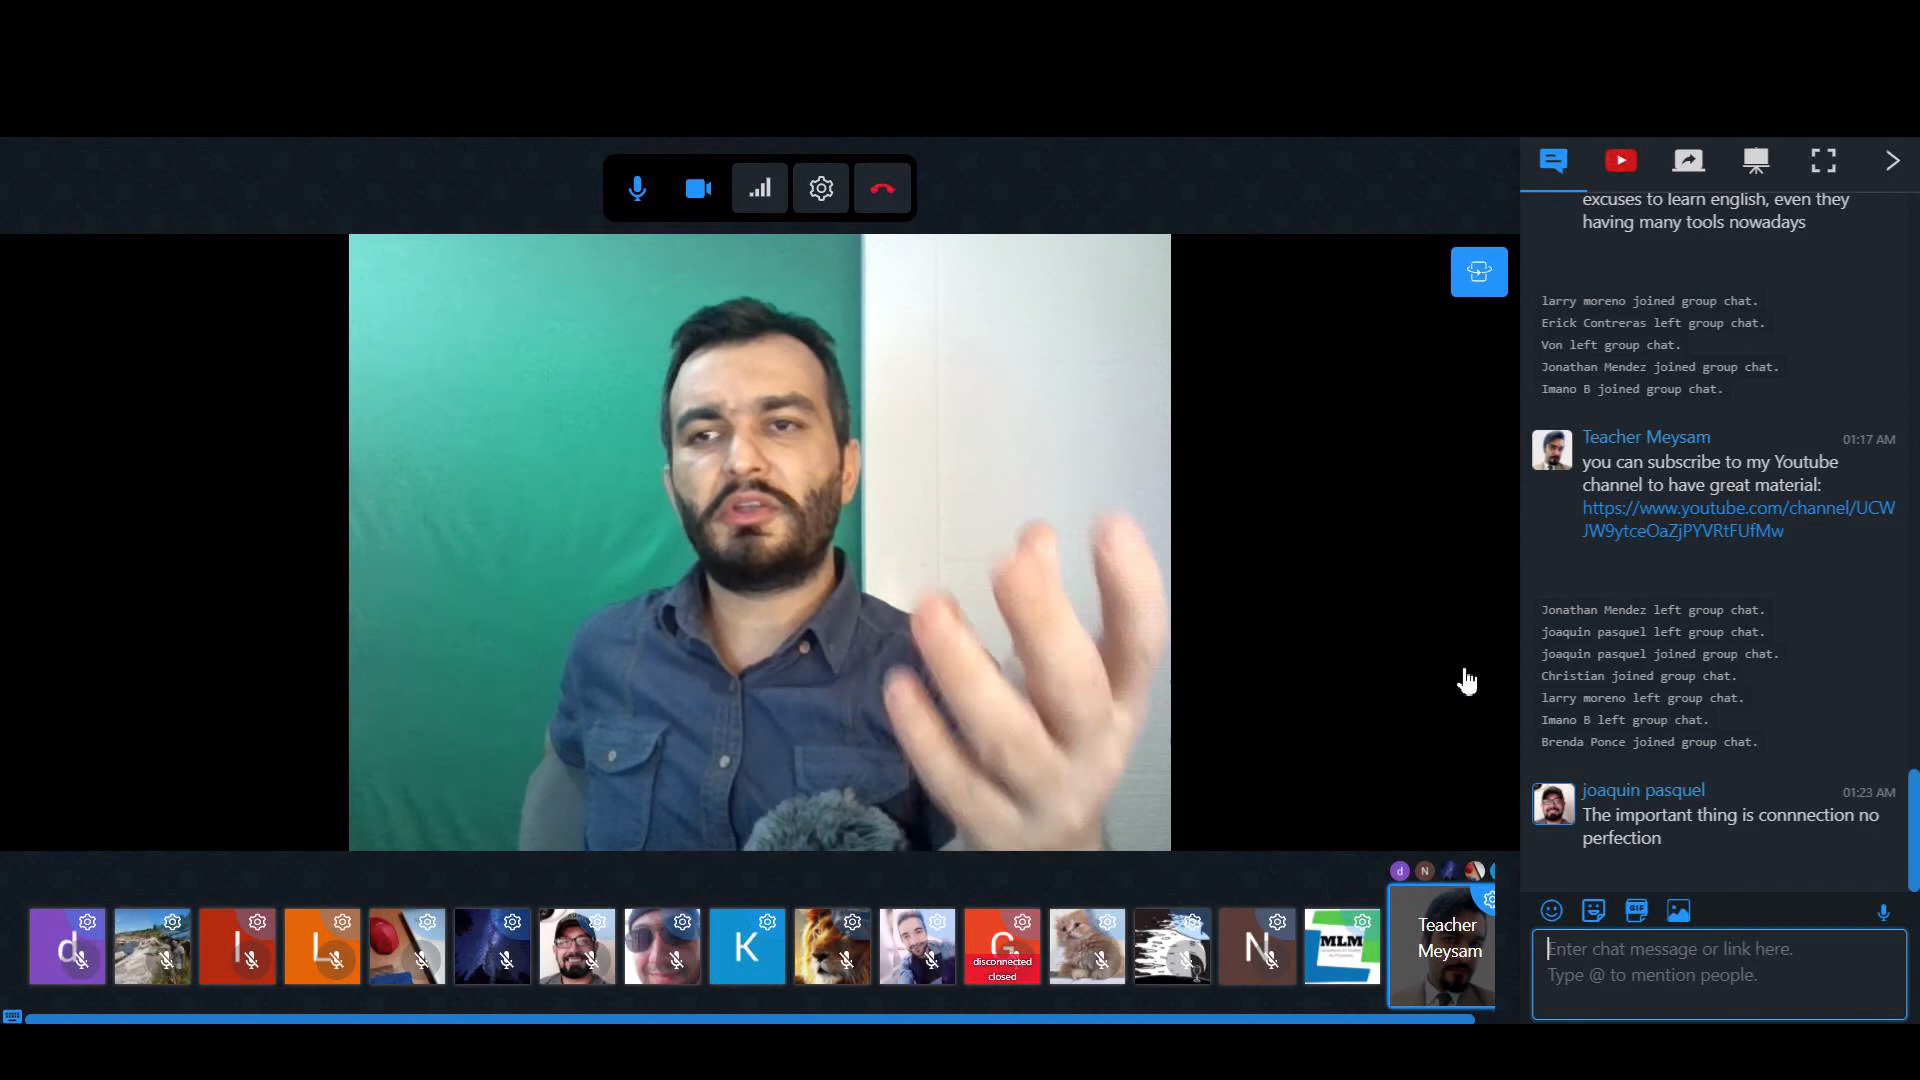 excuses to learn english, even they
having many tools nowadays
larry moreno joined group chat.
Erick Contreras left group chat.
Von left group chat.
Jonathan Mendez joined group chat.
Imano B joined group chat.
Teacher Meysam
01:17 AM
you can subscribe to my Youtube
channel to have great material:
https://www.youtube.com/channel/UCW
JW9ytceOaZjPYVRtFUfMw
Jonathan Mendez left group chat.
joaquin pasquel left group chat.
joaquin pasquel joined group chat.
Christian joined group chat.
larry moreno left group chat.
Imano B left group chat.
Brenda Ponce joined group chat.
joaquin pasquel
01:23 AM
The important thing is connnection no
perfection
GIF
Enter chat message or link here.
Type @ to mention people.
d
N
d
I
L
K
G
disconnected
closed
N
MLM
Teacher
Meysam